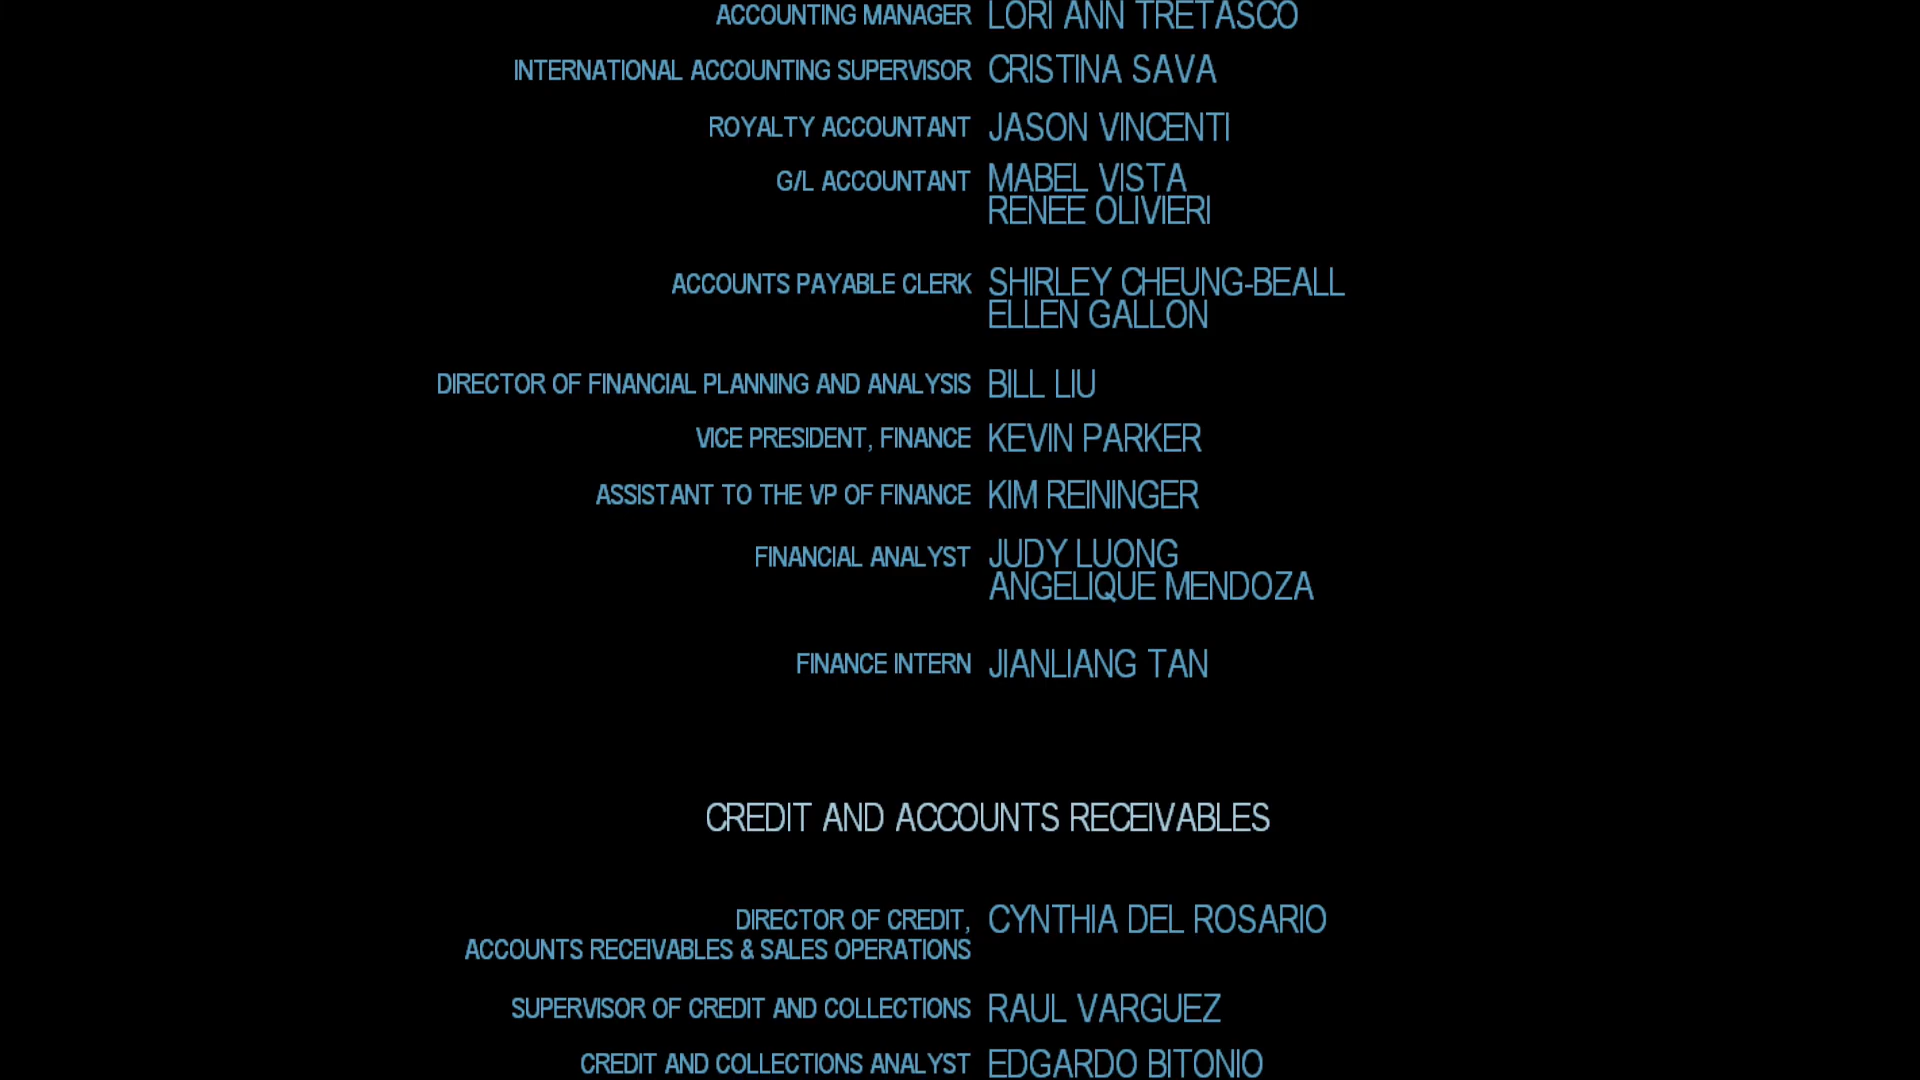 ACCOUNTING MANAGER LORI ANN TRETASCO
INTERNATIONAL ACCOUNTING SUPERVISOR CRISTINA SAVA
ROYALTY ACCOUNTANT JASON VINCENTI
G/L ACCOUNTANT MABEL VISTA
RENEE OLIVIERI
ACCOUNTS PAYABLE CLERK SHIRLEY CHEUNG-BEALL
ELLEN GALLON
DIRECTOR OF FINANCIAL PLANNING AND ANALYSIS BILL LIU
VICE PRESIDENT, FINANCE KEVIN PARKER
ASSISTANT TO THE VP OF FINANCE KIM REININGER
FINANCIAL ANALYST JUDY LUONG
ANGELIQUE MENDOZA
FINANCE INTERN JIANLIANG TAN
CREDIT AND ACCOUNTS RECEIVABLES
DIRECTOR OF CREDIT, CYNTHIA DEL ROSARIO
ACCOUNTS RECEIVABLES & SALES OPERATIONS
SUPERVISOR OF CREDIT AND COLLECTIONS RAUL VARGUEZ
CREDIT AND COLLECTIONS ANALYST EDGARDO BITONIO